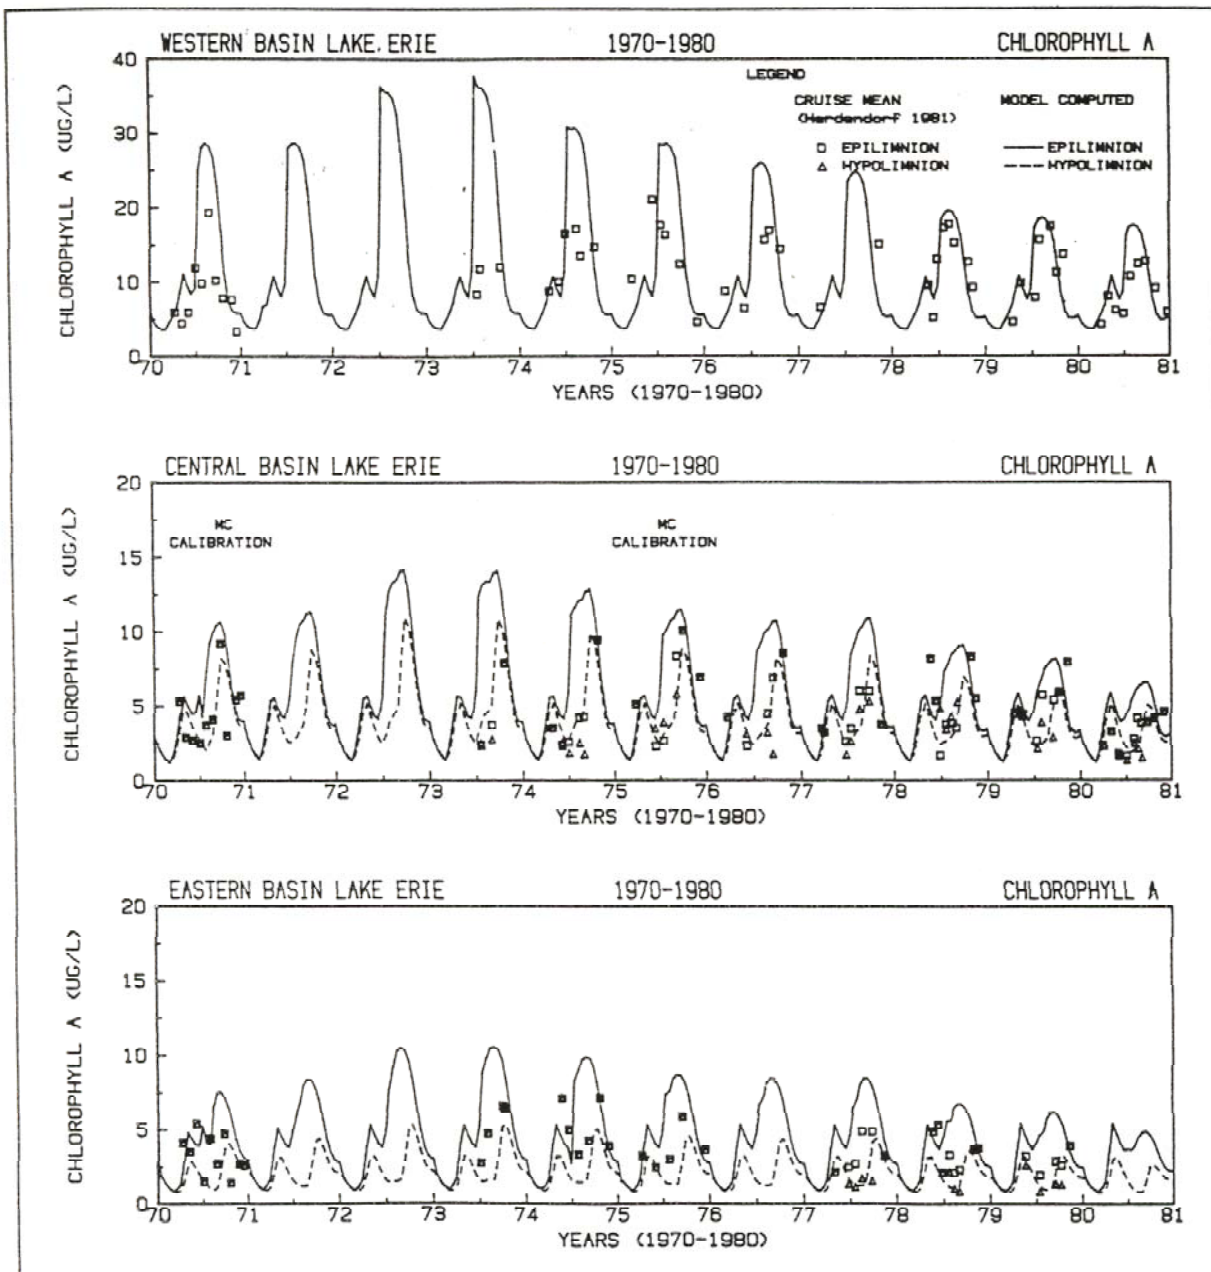 WESTERN BASIN LAKE ERIE 1970-1980 CHLOROPHYLL A
CHLOROPHYLL A (UG/L)
40
30
20
10
0
LEGEND
CRUISE MEAN MODEL COMPUTED
(Herdendorf 1981)
EPILIMNION EPILIMNION
HYPOLIMNION HYPOLIMNION
70 71 72 73 74 75 76 77 78 79 80 81
YEARS (1970-1980)
CENTRAL BASIN LAKE ERIE 1970-1980 CHLOROPHYLL A
CHLOROPHYLL A (UG/L)
20
15
10
5
0
MC MC
CALIBRATION CALIBRATION
70 71 72 73 74 75 76 77 78 79 80 81
YEARS (1970-1980)
EASTERN BASIN LAKE ERIE 1970-1980 CHLOROPHYLL A
CHLOROPHYLL A (UG/L)
20
15
10
5
0
70 71 72 73 74 75 76 77 78 79 80 81
YEARS (1970-1980)